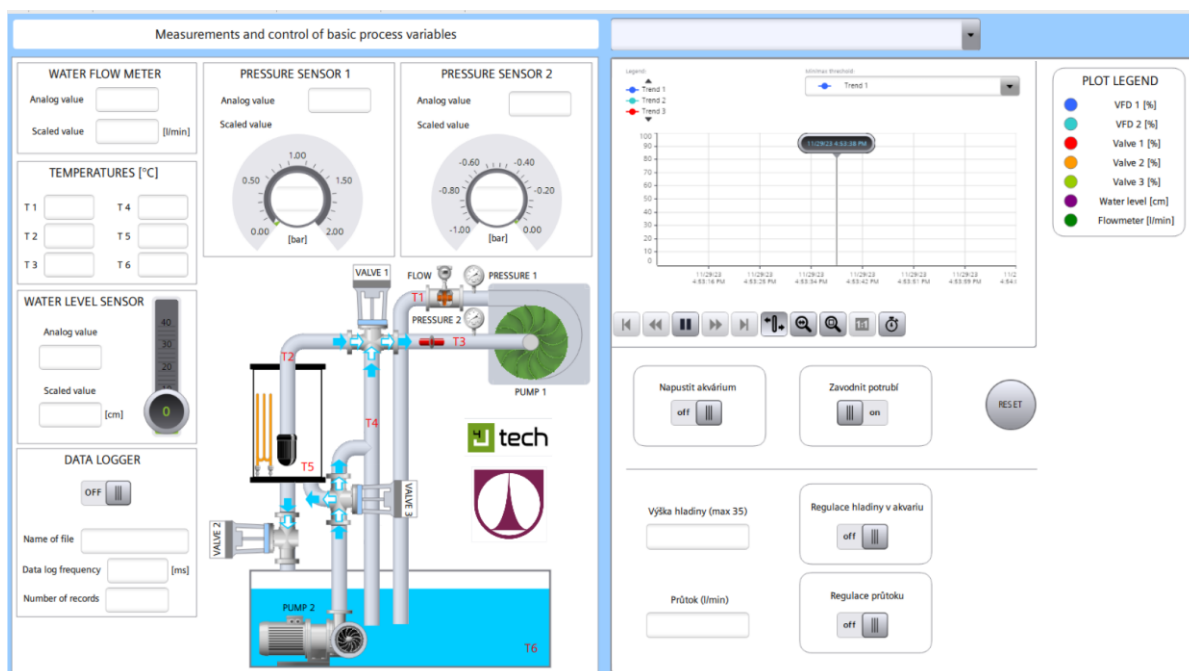 Measurements and control of basic process variables
WATER FLOW METER
Analog value
Scaled value
[l/min]
PRESSURE SENSOR 1
Analog value
Scaled value
0.00
0.50
1.00
1.50
2.00
[bar]
PRESSURE SENSOR 2
Analog value
Scaled value
-1.00
-0.80
-0.60
-0.40
-0.20
0.00
[bar]
TEMPERATURES [°C]
T 1
T 4
T 2
T 5
T 3
T 6
WATER LEVEL SENSOR
Analog value
Scaled value
[cm]
40
30
20
0
DATA LOGGER
OFF
Name of file
Data log frequency
[ms]
Number of records
VALVE 1
FLOW
PRESSURE 1
T1
PRESSURE 2
T3
T2
PUMP 1
T4
T5
VALVE 3
VALVE 2
PUMP 2
T6
4J tech
Legend:
Trend 1
Trend 2
Trend 3
Min/max threshold:
Trend 1
100
90
80
70
60
50
40
30
20
10
0
11/29/23 4:53:38 PM
11/29/23
4:53:16 PM
11/29/23
4:53:25 PM
11/29/23
4:53:34 PM
11/29/23
4:53:42 PM
11/29/23
4:53:51 PM
11/29/23
4:53:59 PM
PLOT LEGEND
VFD 1 [%]
VFD 2 [%]
Valve 1 [%]
Valve 2 [%]
Valve 3 [%]
Water level [cm]
Flowmeter [l/min]
Napustit akvárium
off
Zavodnit potrubí
on
RESET
Výška hladiny (max 35)
Regulace hladiny v akvariu
off
Průtok (l/min)
Regulace průtoku
off